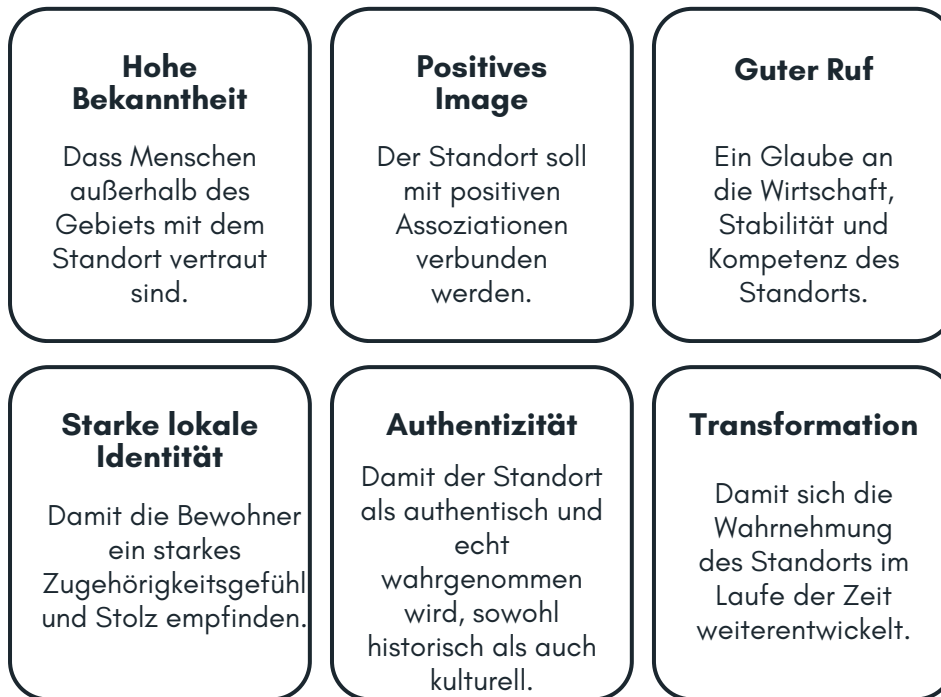 Hohe
Bekanntheit
Dass Menschen
außerhalb des
Gebiets mit dem
Standort vertraut
sind.
Positives
Image
Der Standort soll
mit positiven
Assoziationen
verbunden
werden.
Guter Ruf
Ein Glaube an
die Wirtschaft,
Stabilität und
Kompetenz des
Standorts.
Starke lokale
Identität
Damit die Bewohner
ein starkes
Zugehörigkeitsgefühl
und Stolz empfinden.
Authentizität
Damit der Standort
als authentisch und
echt
wahrgenommen
wird, sowohl
historisch als auch
kulturell.
Transformation
Damit sich die
Wahrnehmung
des Standorts im
Laufe der Zeit
weiterentwickelt.